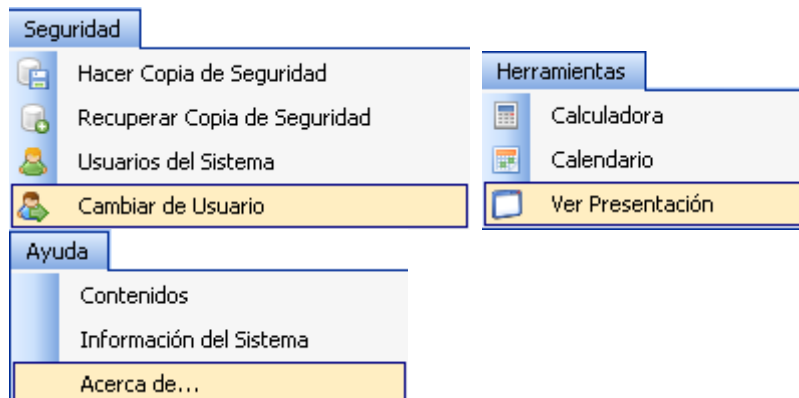 Seguridad
Hacer Copia de Seguridad
Recuperar Copia de Seguridad
Usuarios del Sistema
Cambiar de Usuario
Herramientas
Calculadora
Calendario
Ver Presentación
Ayuda
Contenidos
Información del Sistema
Acerca de...